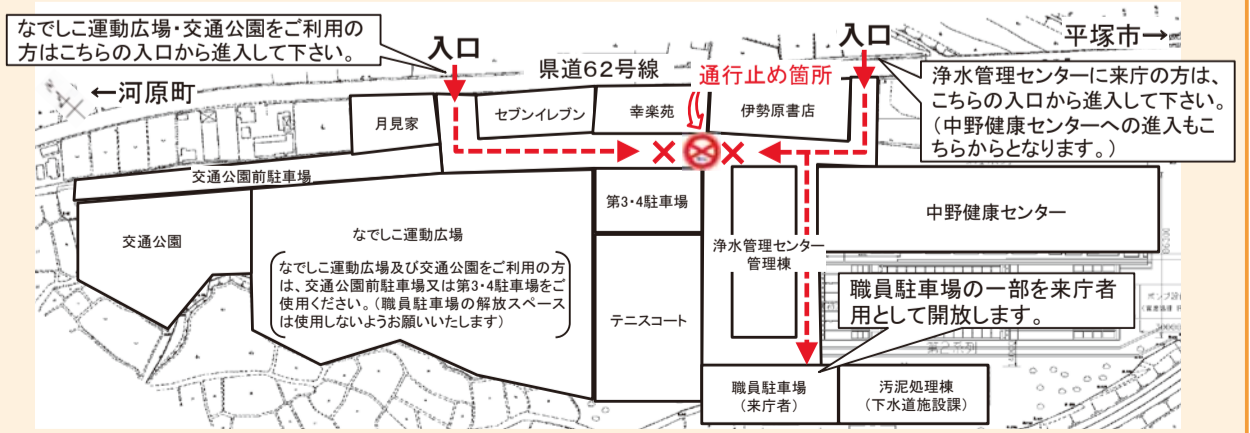 なでしこ運動広場・交通公園をご利用の
方はこちらの入口から進入して下さい。
入口
入口
平塚市→
←河原町
県道62号線
通行止め箇所
浄水管理センターに来庁の方は、
こちらの入口から進入して下さい。
（中野健康センターへの進入もこ
ちらからとなります。）
月見家
セブンイレブン
幸楽苑
伊勢原書店
交通公園前駐車場
第3・4駐車場
中野健康センター
交通公園
なでしこ運動広場
なでしこ運動広場及び交通公園をご利用の方
は、交通公園前駐車場又は第3・4駐車場をご
使用ください。（職員駐車場の解放スペース
は使用しないようお願いいたします）
浄水管理センター
管理棟
テニスコート
職員駐車場の一部を来庁者
用として開放します。
第2系列
職員駐車場
（来庁者）
汚泥処理棟
（下水道施設課）